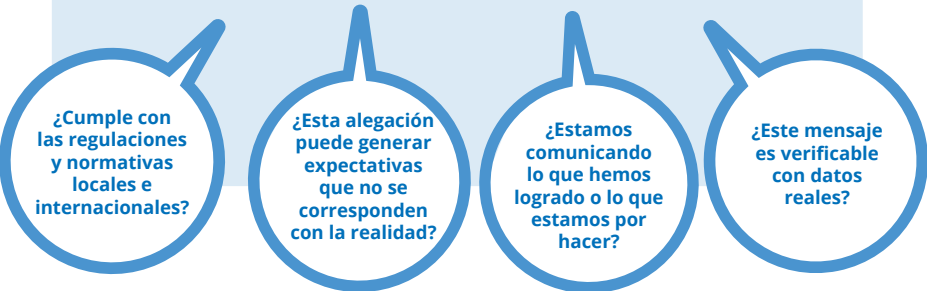 ¿Cumple con
las regulaciones
y normativas
locales e
internacionales?
¿Esta alegación
puede generar
expectativas
que no se
corresponden
con la realidad?
¿Estamos
comunicando
lo que hemos
logrado o lo que
estamos por
hacer?
¿Este mensaje
es verificable
con datos
reales?